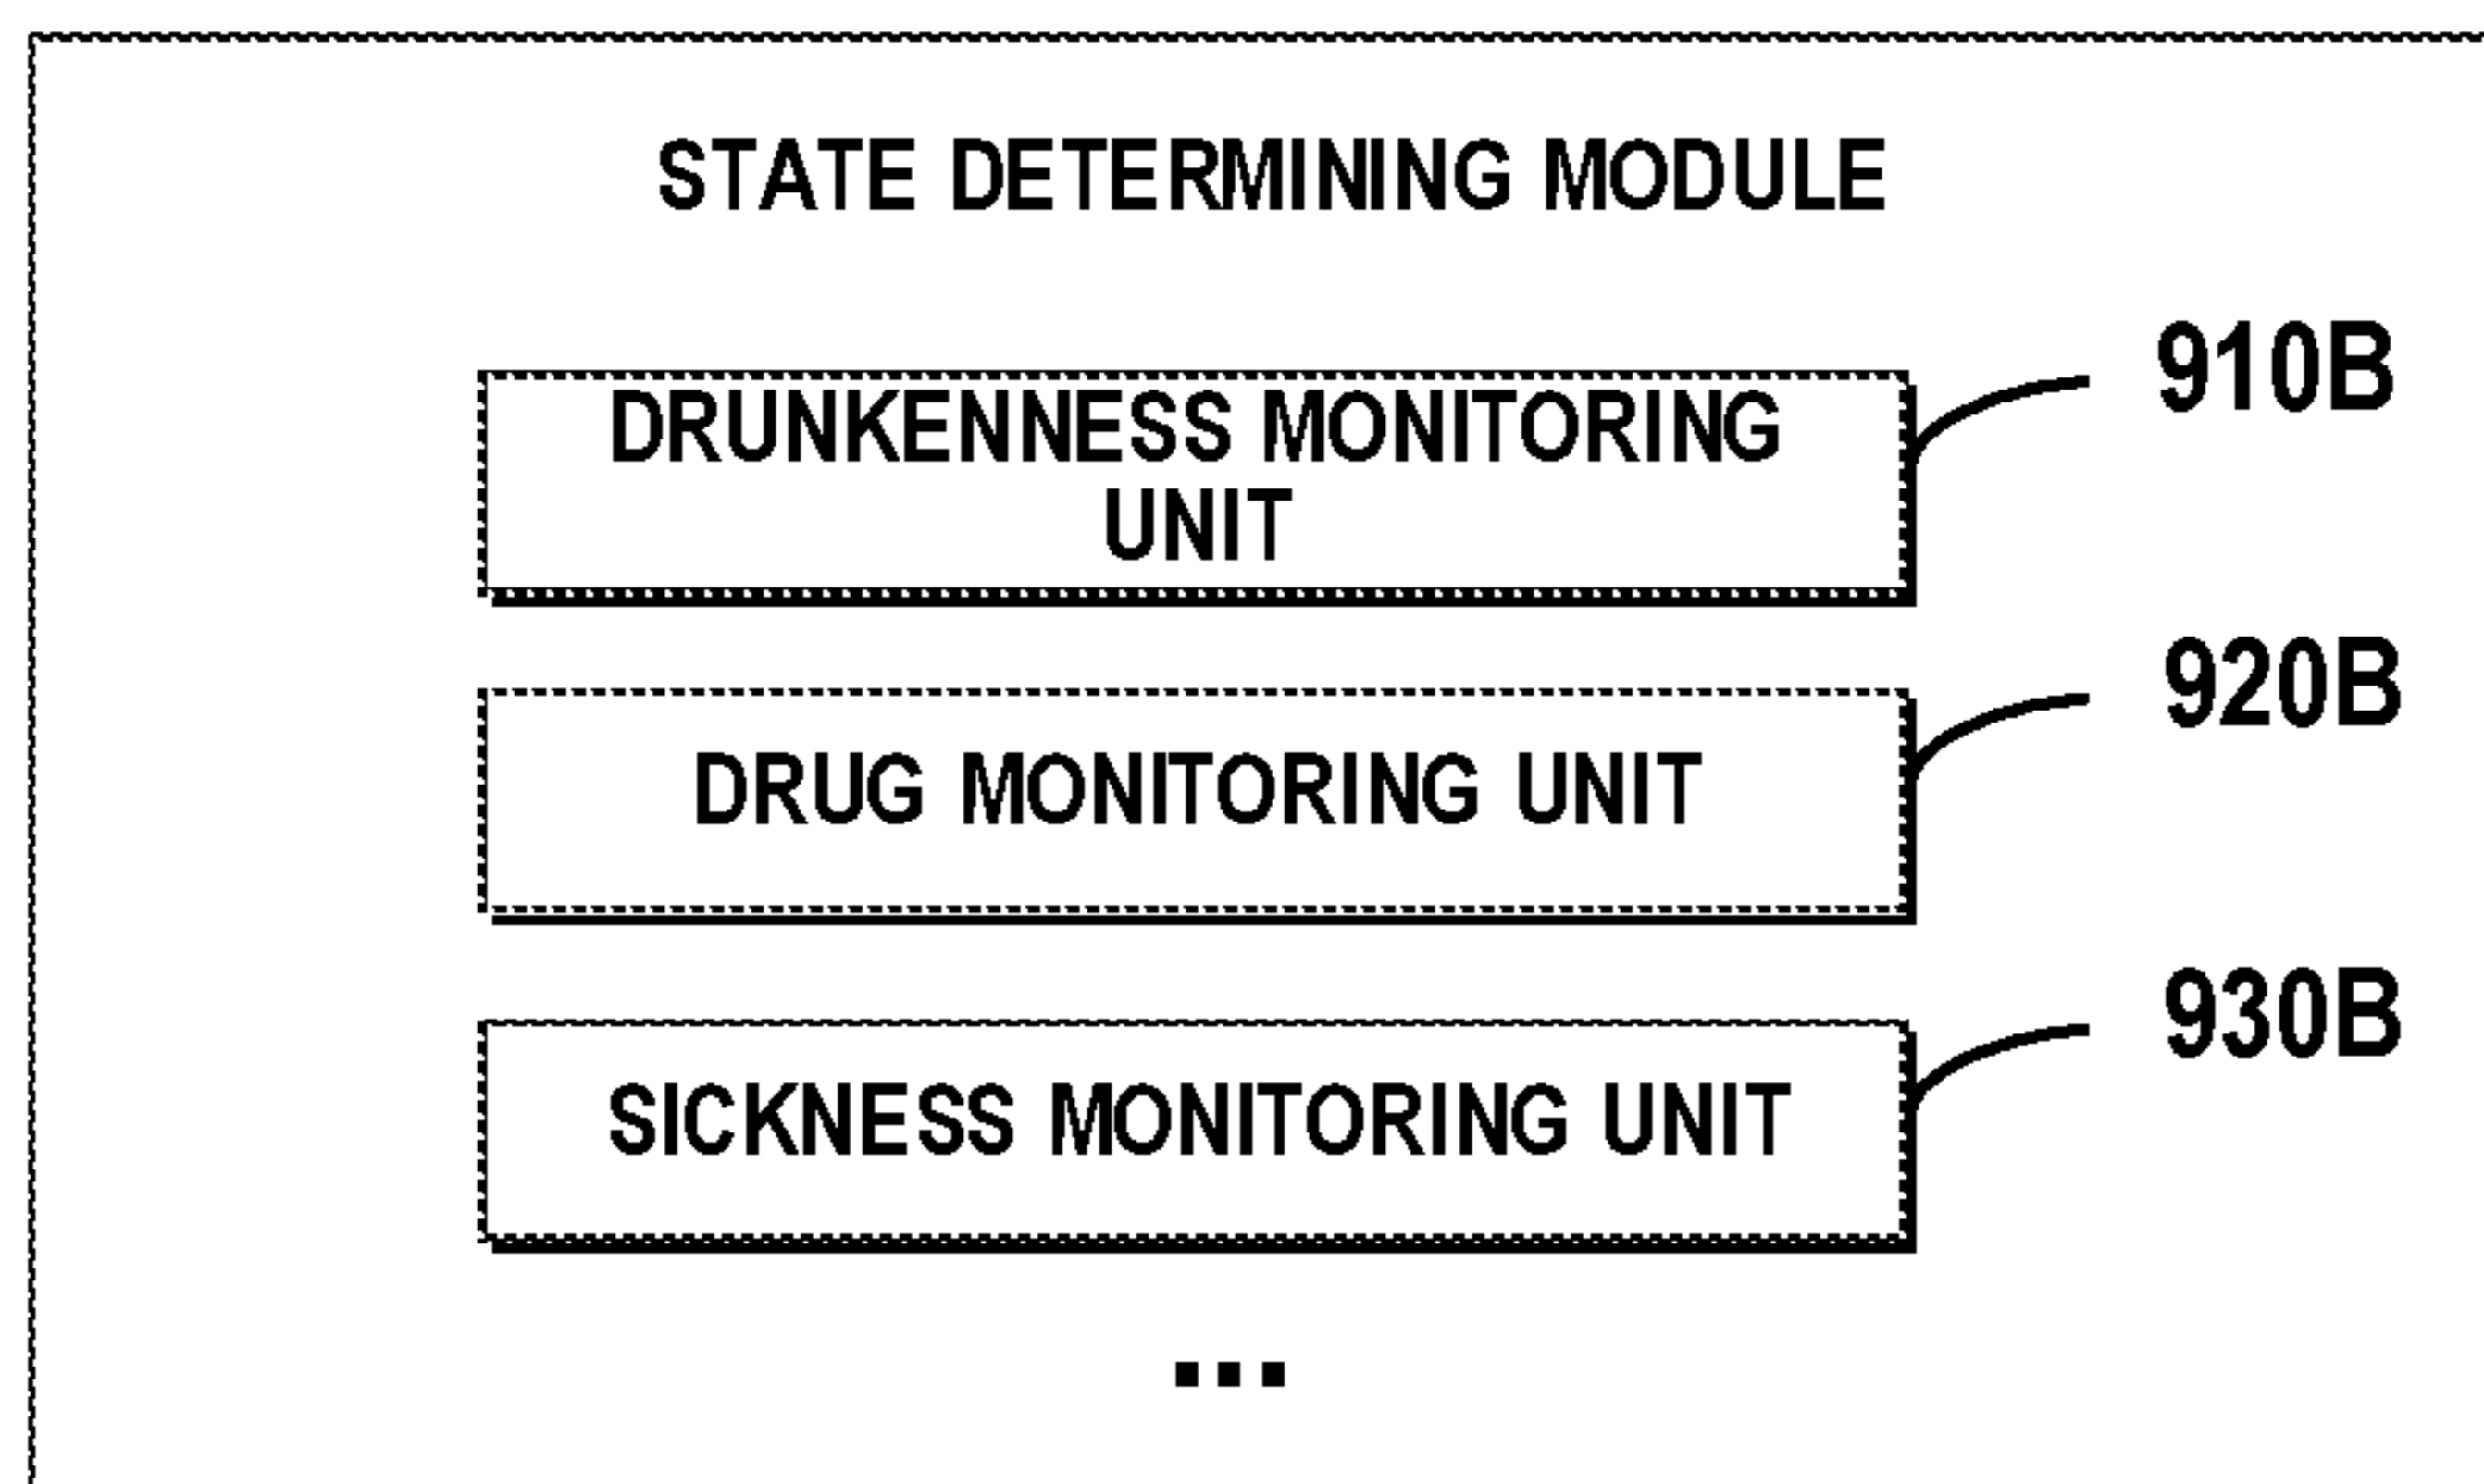 STATE DETERMINING MODULE
910B
DRUNKENNESS MONITORING
UNIT
920B
DRUG MONITORING UNIT
930B
SICKNESS MONITORING UNIT
...